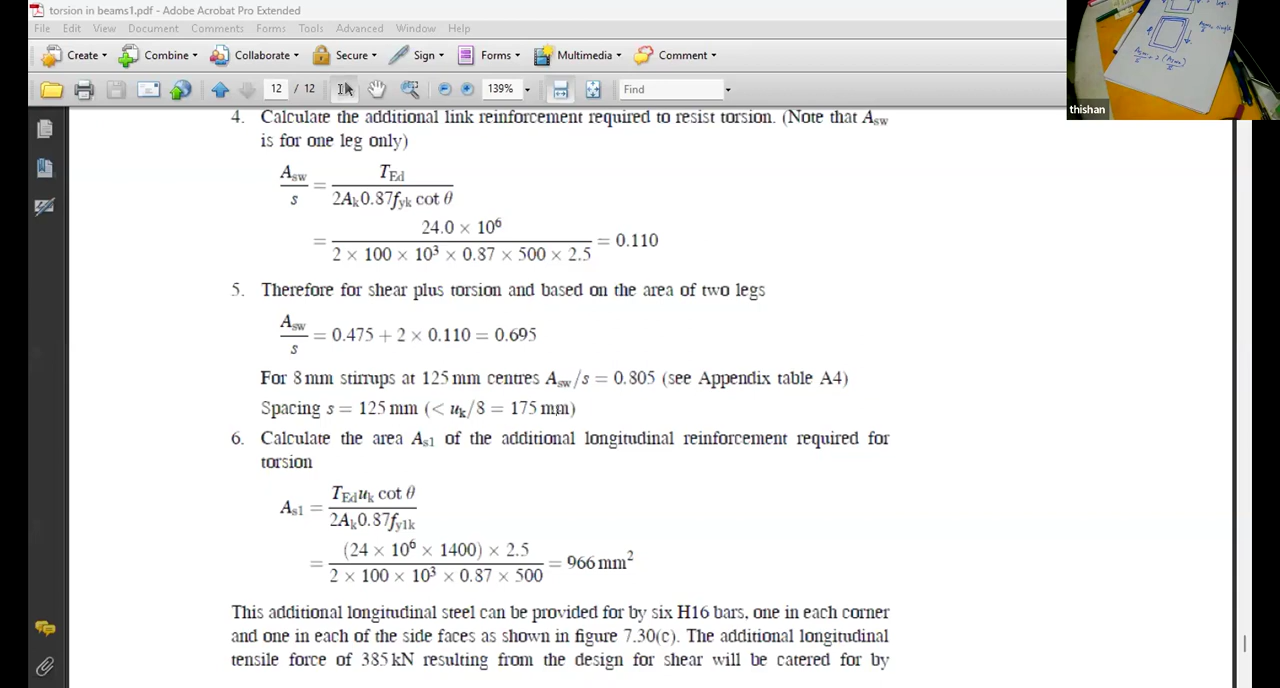 torsion in beams1.pdf - Adobe Acrobat Pro Extended
File Edit View Document Comments Forms Tools Advanced Window Help
Create Combine Collaborate Secure Sign Forms Multimedia Comment
12 / 12 139% Find
thishan
4. Calculate the additional link reinforcement required to resist torsion. (Note that Asw
is for one leg only)
Asw/s = TEd / 2Ak0.87fyk cot θ
= 24.0 × 10⁶ / 2 × 100 × 10³ × 0.87 × 500 × 2.5 = 0.110
5. Therefore for shear plus torsion and based on the area of two legs
Asw/s = 0.475 + 2 × 0.110 = 0.695
For 8 mm stirrups at 125 mm centres Asw/s = 0.805 (see Appendix table A4)
Spacing s = 125 mm (< uk/8 = 175 mm)
6. Calculate the area As1 of the additional longitudinal reinforcement required for
torsion
As1 = TEduk cot θ / 2Ak0.87fy1k
= (24 × 10⁶ × 1400) × 2.5 / 2 × 100 × 10³ × 0.87 × 500 = 966 mm²
This additional longitudinal steel can be provided for by six H16 bars, one in each corner
and one in each of the side faces as shown in figure 7.30(c). The additional longitudinal
tensile force of 385 kN resulting from the design for shear will be catered for by